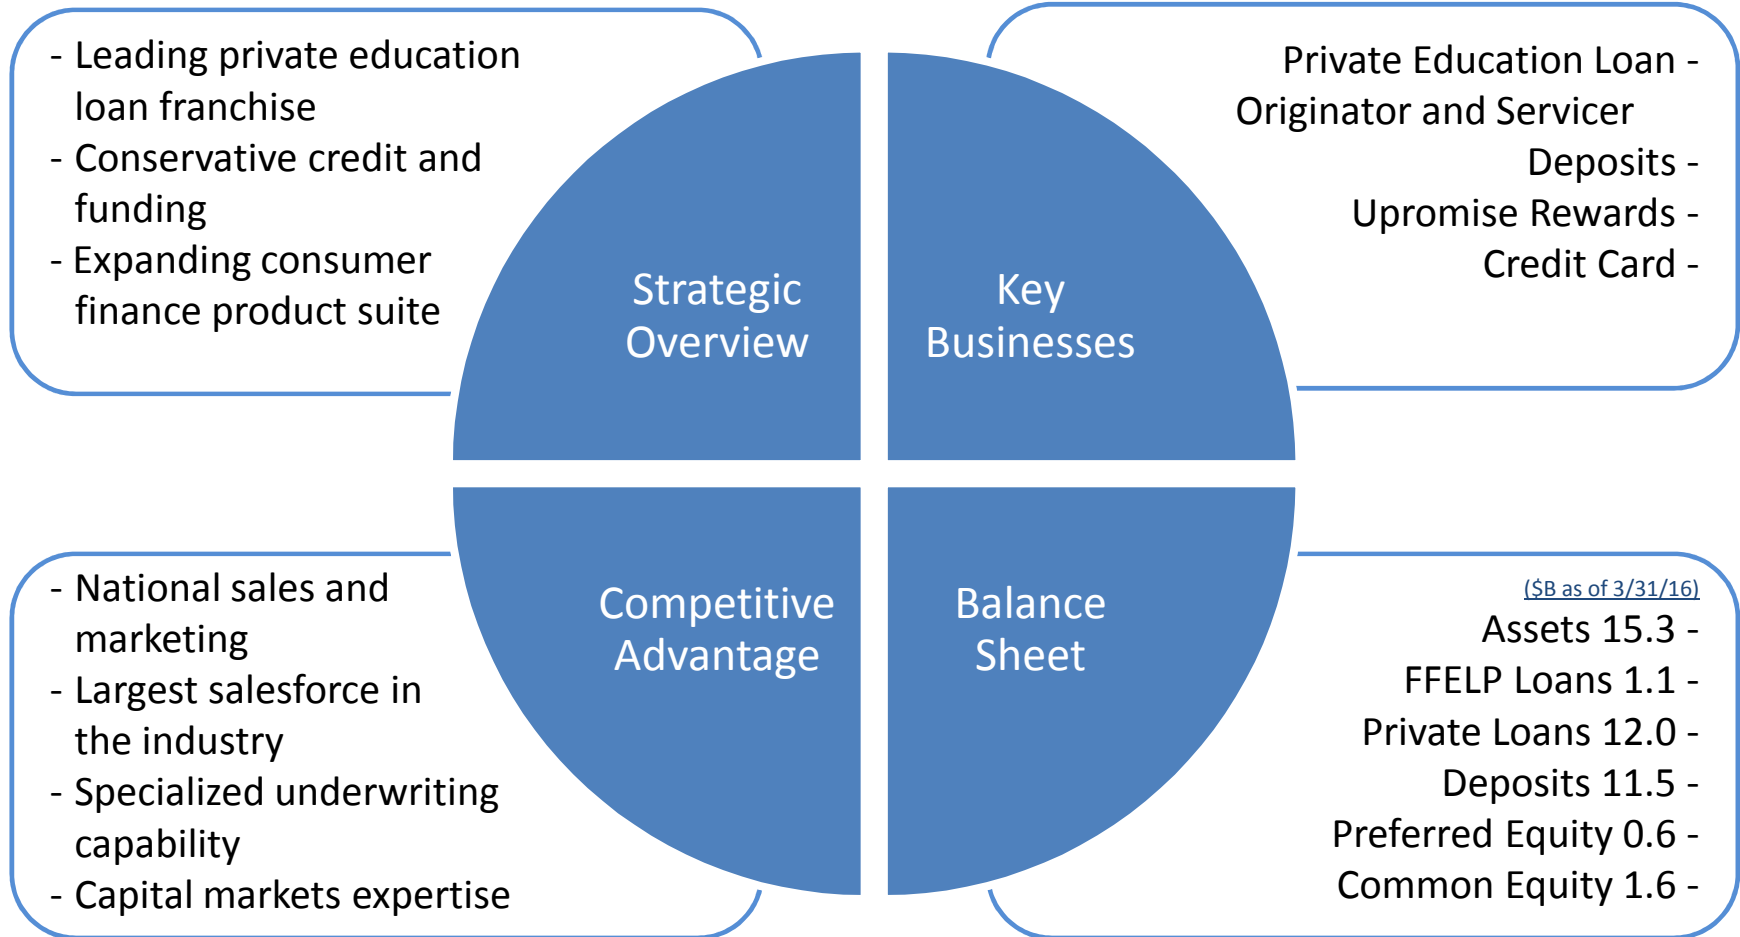 - Leading private education
loan franchise
- Conservative credit and
funding
- Expanding consumer
finance product suite
Strategic
Overview
Key
Businesses
Private Education Loan -
Originator and Servicer
Deposits -
Upromise Rewards -
Credit Card -
- National sales and
marketing
- Largest salesforce in
the industry
- Specialized underwriting
capability
- Capital markets expertise
Competitive
Advantage
Balance
Sheet
($B as of 3/31/16)
Assets 15.3 -
FFELP Loans 1.1 -
Private Loans 12.0 -
Deposits 11.5 -
Preferred Equity 0.6 -
Common Equity 1.6 -